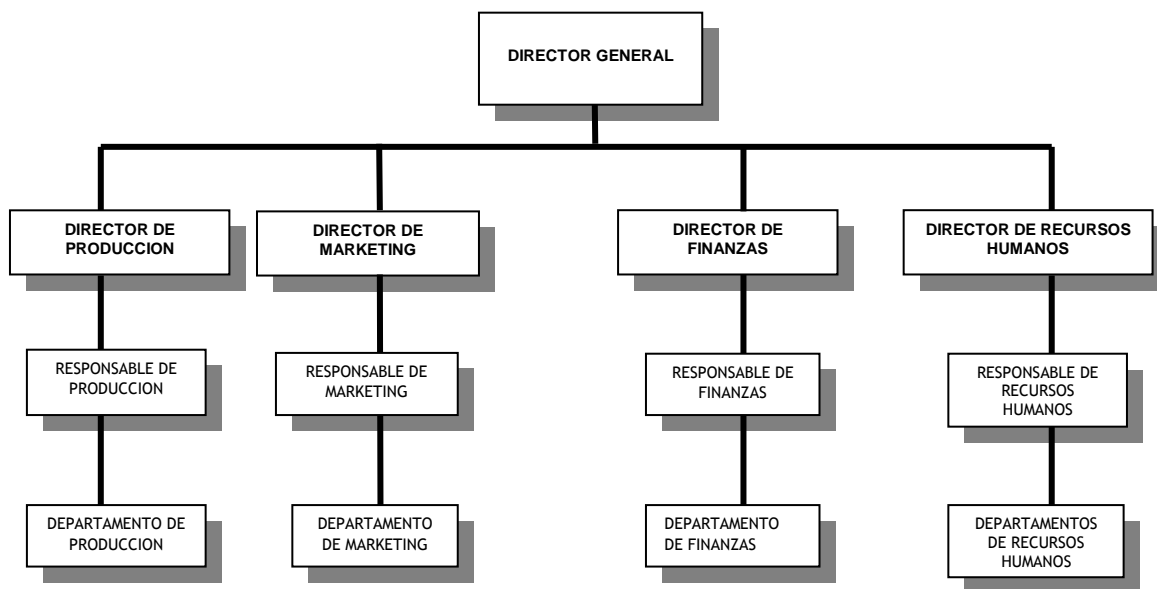 DIRECTOR GENERAL
DIRECTOR DE
PRODUCCION
DIRECTOR DE
MARKETING
DIRECTOR DE
FINANZAS
DIRECTOR DE RECURSOS
HUMANOS
RESPONSABLE DE
PRODUCCION
RESPONSABLE DE
MARKETING
RESPONSABLE DE
FINANZAS
RESPONSABLE DE
RECURSOS
HUMANOS
DEPARTAMENTO DE
PRODUCCION
DEPARTAMENTO
DE MARKETING
DEPARTAMENTO
DE FINANZAS
DEPARTAMENTOS
DE RECURSOS
HUMANOS